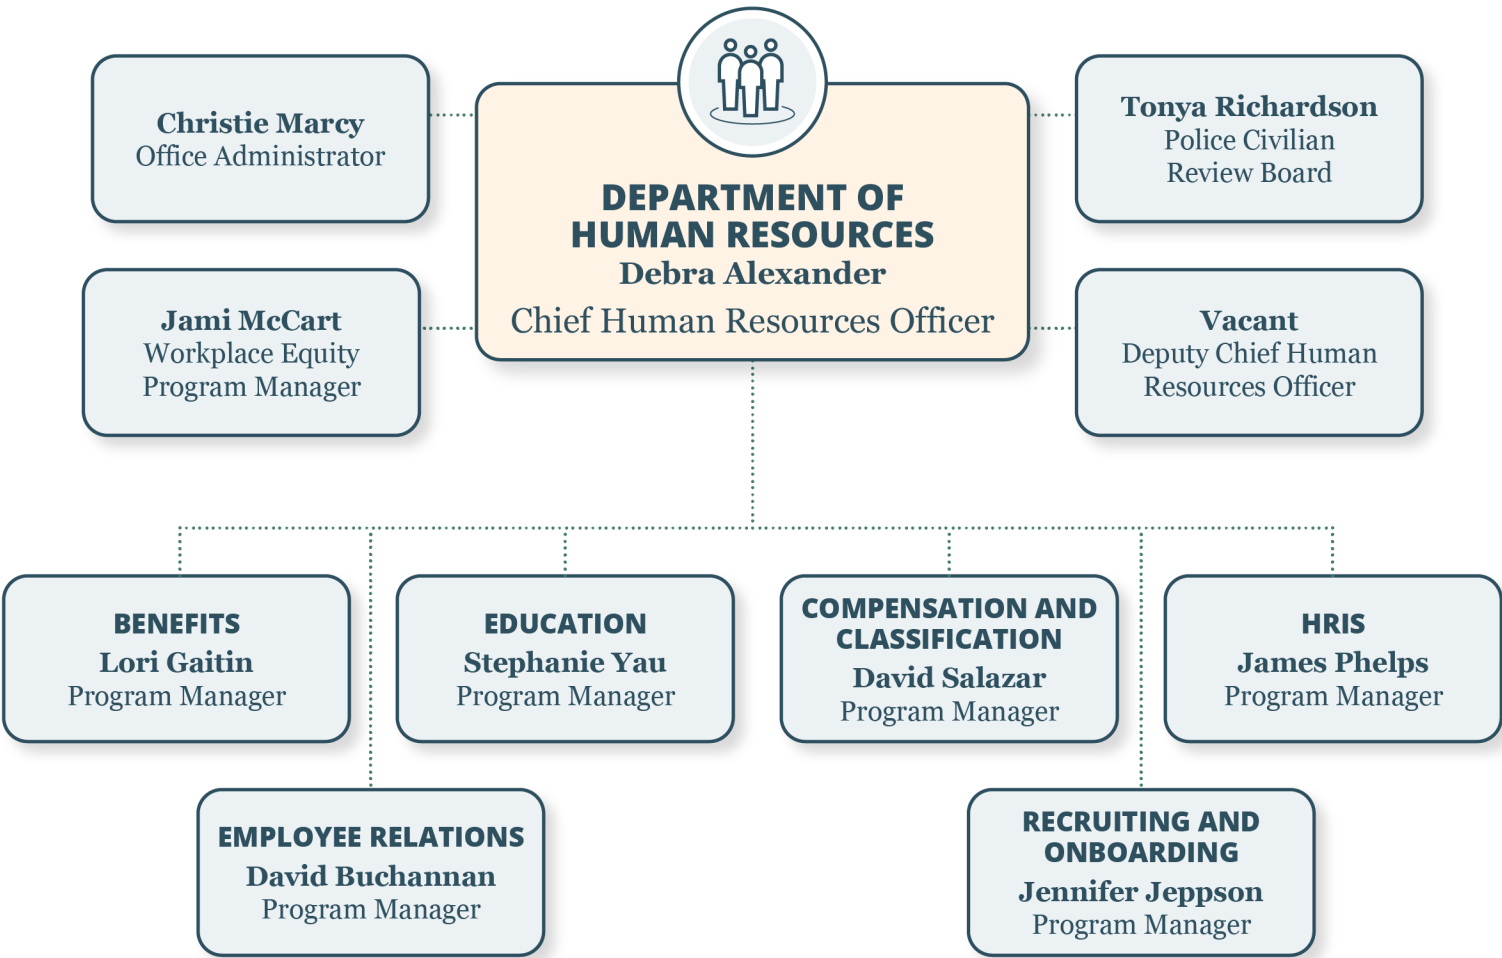 Christie Marcy
Office Administrator
Tonya Richardson
Police Civilian
Review Board
DEPARTMENT OF
HUMAN RESOURCES
Debra Alexander
Chief Human Resources Officer
Jami McCart
Workplace Equity
Program Manager
Vacant
Deputy Chief Human
Resources Officer
BENEFITS
Lori Gaitin
Program Manager
EDUCATION
Stephanie Yau
Program Manager
COMPENSATION AND
CLASSIFICATION
David Salazar
Program Manager
HRIS
James Phelps
Program Manager
EMPLOYEE RELATIONS
David Buchannan
Program Manager
RECRUITING AND
ONBOARDING
Jennifer Jeppson
Program Manager